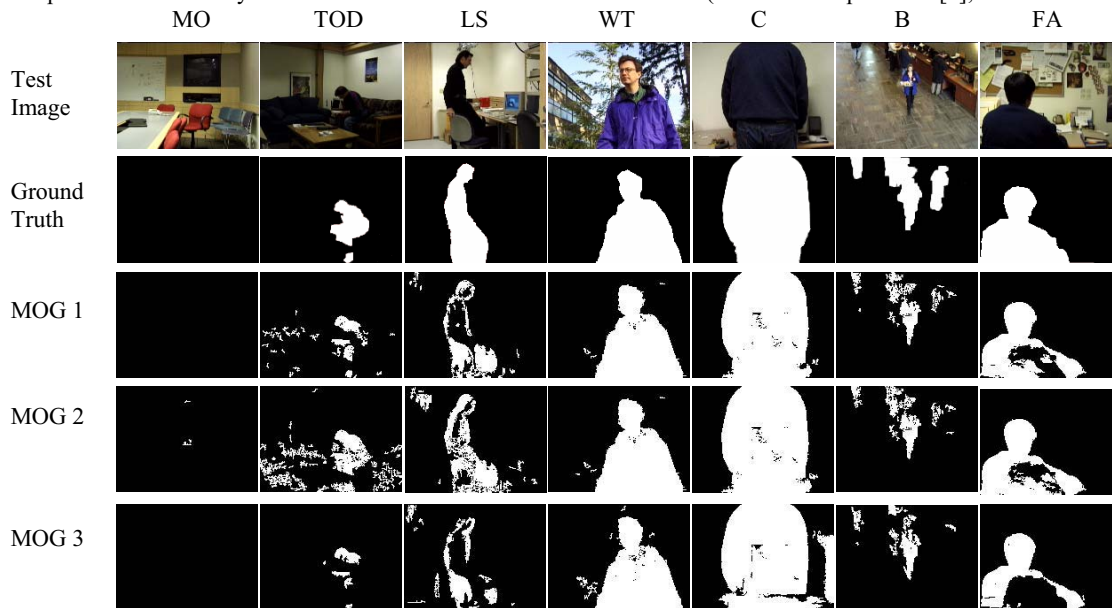 MO TOD LS WT C B FA
Test
Image
Ground
Truth
MOG 1
MOG 2
MOG 3